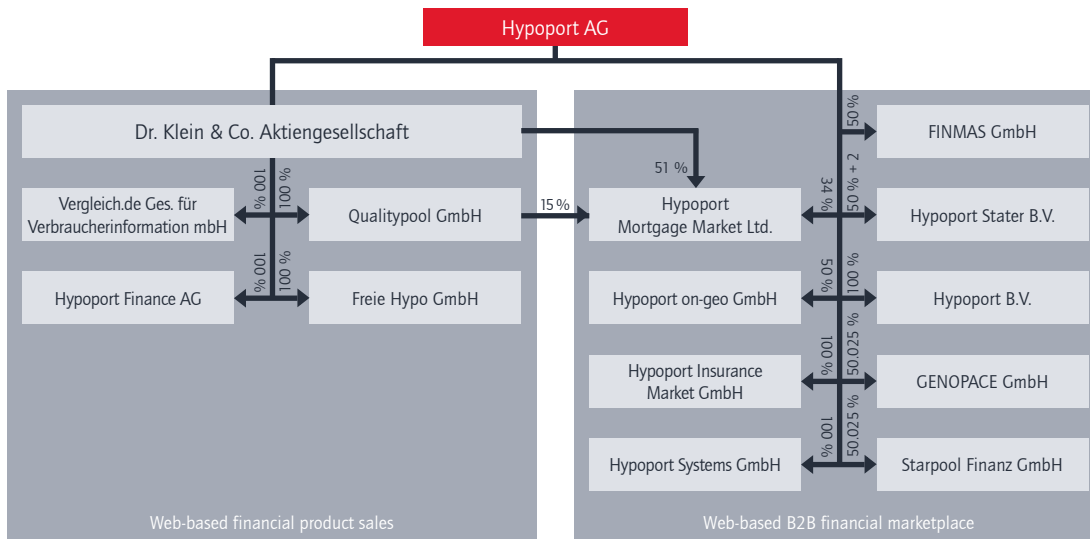 Hypoport AG
Dr. Klein & Co. Aktiengesellschaft
100 %
100 %
Vergleich.de Ges. für
Verbraucherinformation mbH
Qualitypool GmbH
100 %
100 %
Hypoport Finance AG
Freie Hypo GmbH
Web-based financial product sales
15 %
51 %
50 %
FINMAS GmbH
34 %
50 % + 2
Hypoport
Mortgage Market Ltd.
Hypoport Stater B.V.
50 %
100 %
Hypoport on-geo GmbH
Hypoport B.V.
100 %
50.025 %
Hypoport Insurance
Market GmbH
GENOPACE GmbH
100 %
50.025 %
Hypoport Systems GmbH
Starpool Finanz GmbH
Web-based B2B financial marketplace